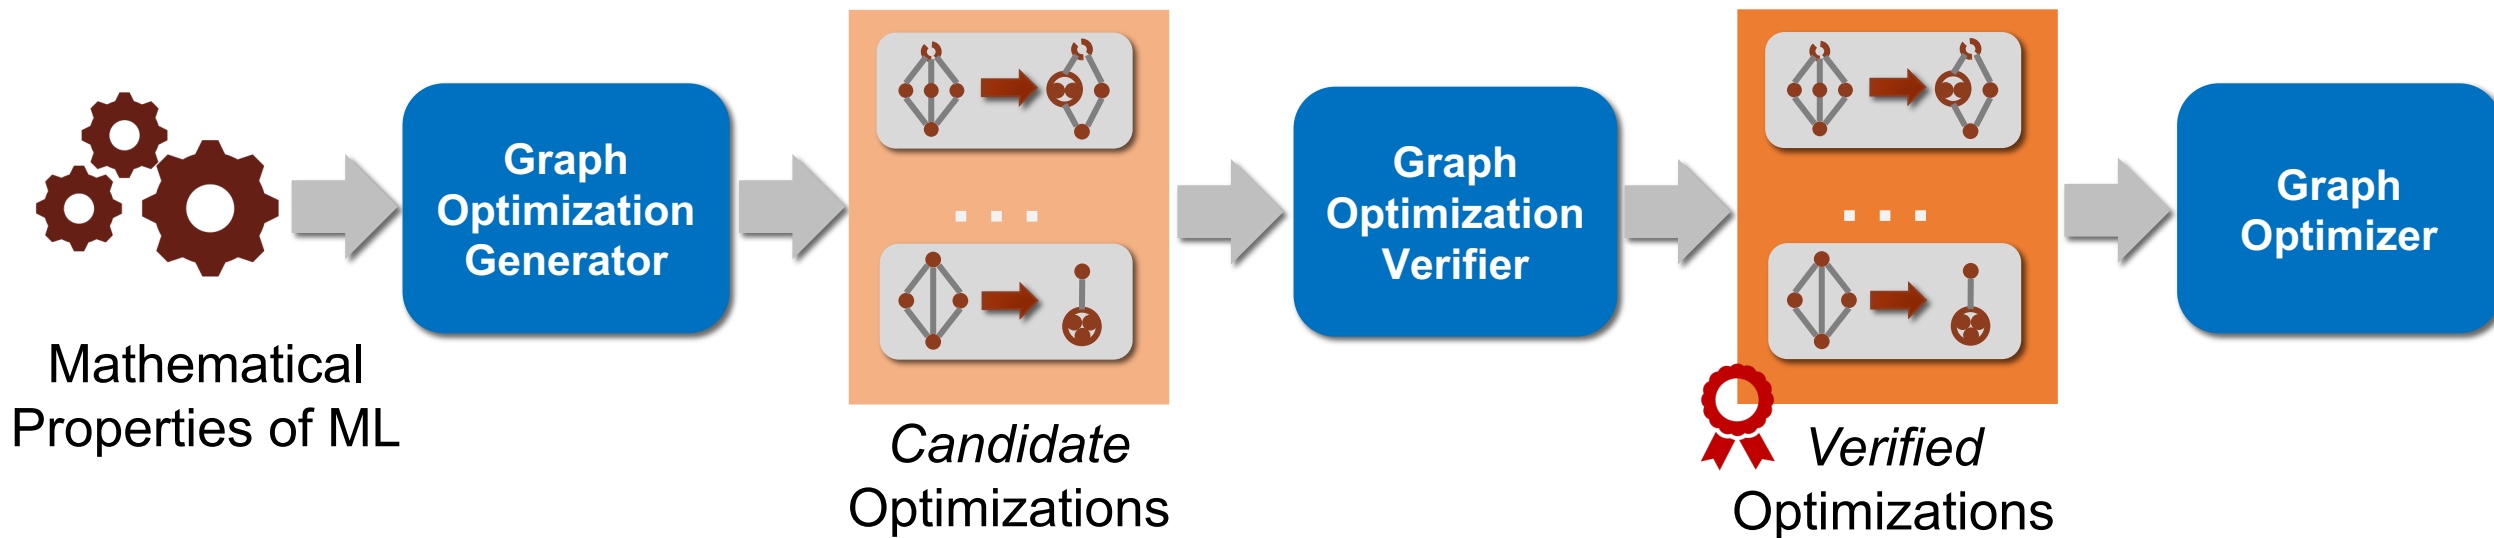 Mathematical
Properties of ML
Graph
Optimization
Generator
. . .
Candidate
Optimizations
Graph
Optimization
Verifier
. . .
Verified
Optimizations
Graph
Optimizer